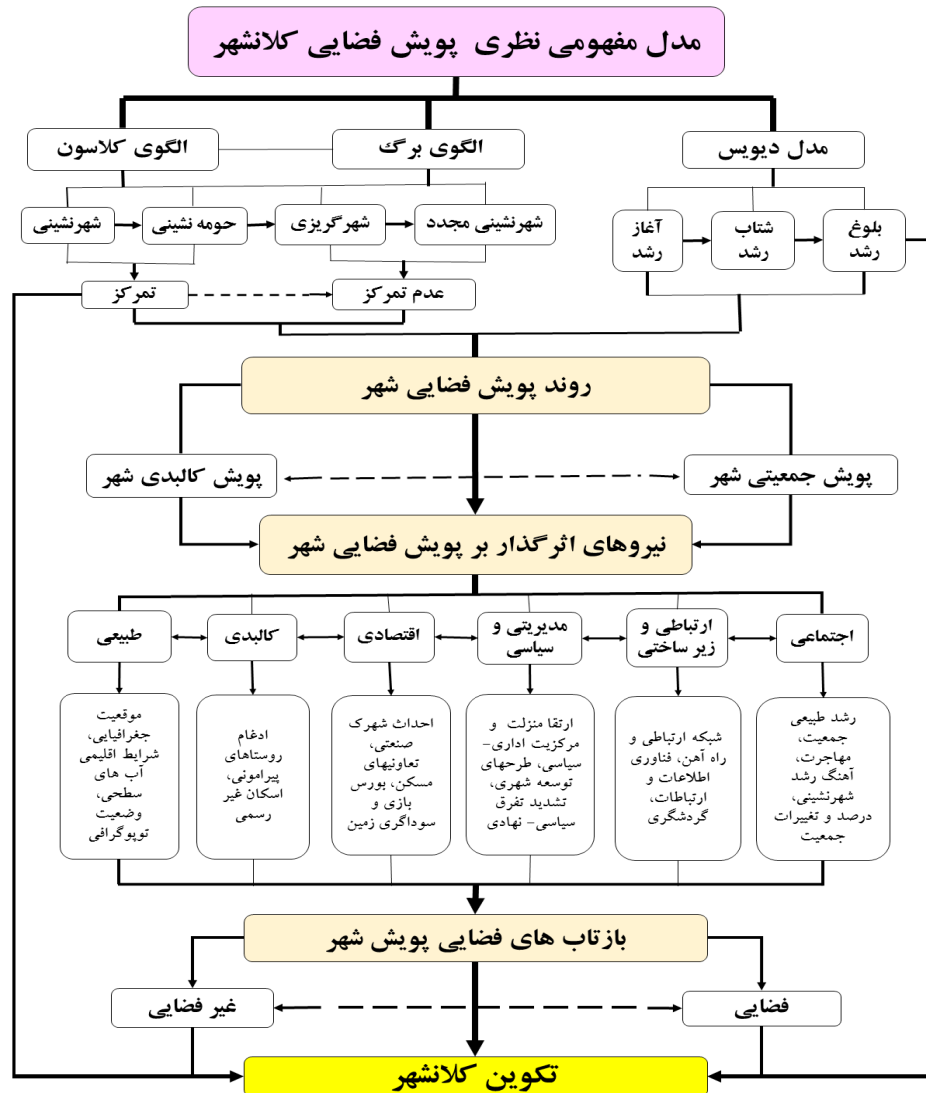 مدل مفهومی نظری پویش فضایی کلانشهر
مدل دیویس
الگوی برگ
الگوی کلاسون
بلوغ
رشد
شتاب
رشد
آغاز
رشد
شهرنشینی مجدد
شهرگریزی
حومه نشینی
شهرنشینی
عدم تمرکز
تمرکز
روند پویش فضایی شهر
پویش جمعیتی شهر
پویش کالبدی شهر
نیروهای اثرگذار بر پویش فضایی شهر
اجتماعی
ارتباطی و
زیر ساختی
مدیریتی و
سیاسی
اقتصادی
کالبدی
طبیعی
رشد طبیعی
جمعیت،
مهاجرت،
آهنگ رشد
شهرنشینی،
درصد و تغییرات
جمعیت
شبکه ارتباطی و
راه آهن، فناوری
اطلاعات و
ارتباطات،
گردشگری
ارتقا منزلت و
مرکزیت اداری–
سیاسی، طرحهای
توسعه شهری،
تشدید تفرق
سیاسی– نهادی
احداث شهرک
صنعتی،
تعاونیهای
مسکن، بورس
بازی و
سوداگری زمین
ادغام
روستاهای
پیرامونی،
اسکان غیر
رسمی
موقعیت
جغرافیایی،
شرایط اقلیمی
آب های
سطحی،
وضعیت
توپوگرافی
بازتاب های فضایی پویش شهر
فضایی
غیر فضایی
تکوین کلانشهر